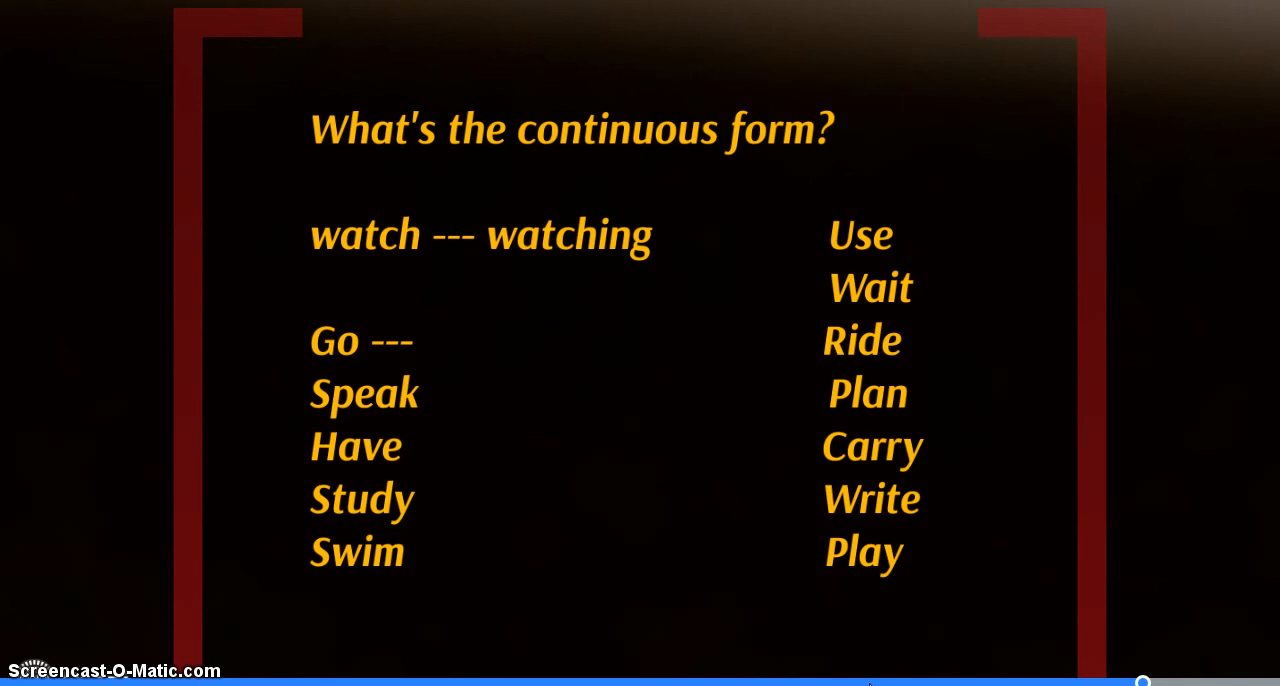 What's the continuous form?
watch --- watching
Go ---
Speak
Have
Study
Swim
Use
Wait
Ride
Plan
Carry
Write
Play
Screencast-O-Matic.com